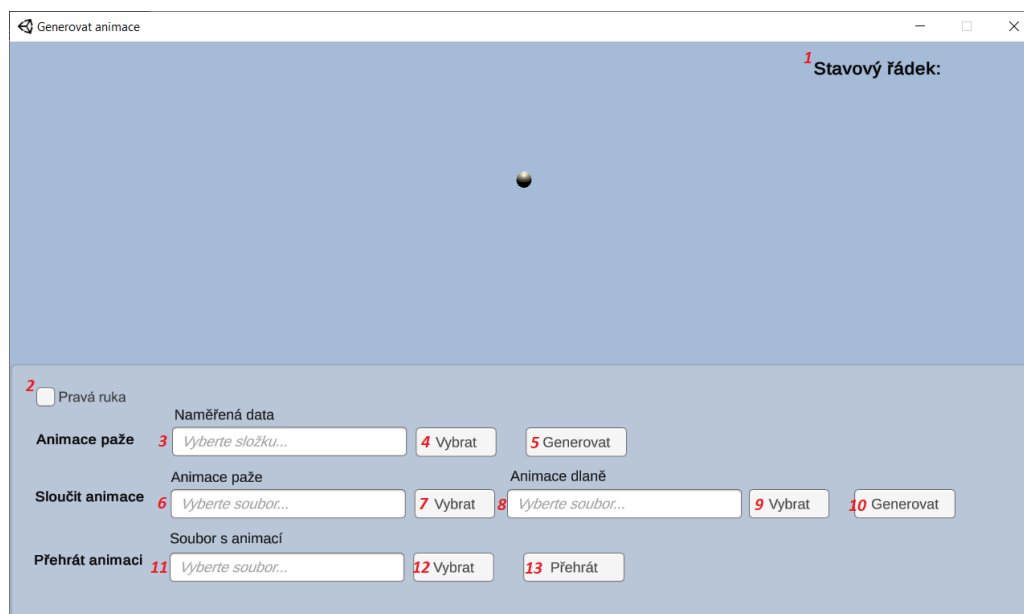 Generovat animace
1 Stavový řádek:
2 Pravá ruka
Naměřená data
Animace paže 3 Vyberte složku... 4 Vybrat 5 Generovat
Animace paže Animace dlaně
Sloučit animace 6 Vyberte soubor... 7 Vybrat 8 Vyberte soubor... 9 Vybrat 10 Generovat
Soubor s animací
Přehrát animaci 11 Vyberte soubor... 12 Vybrat 13 Přehrát